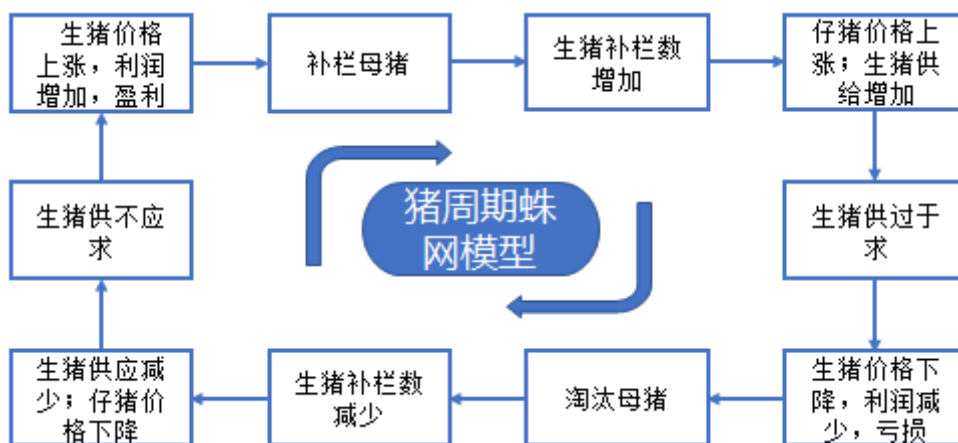 生猪价格
上涨，利润
增加，盈利
补栏母猪
生猪补栏数
增加
仔猪价格上
涨；生猪供
给增加
生猪供不应
求
猪周期蛛
网模型
生猪供过于
求
生猪供应减
少；仔猪价
格下降
生猪补栏数
减少
淘汰母猪
生猪价格下
降，利润减
少，亏损